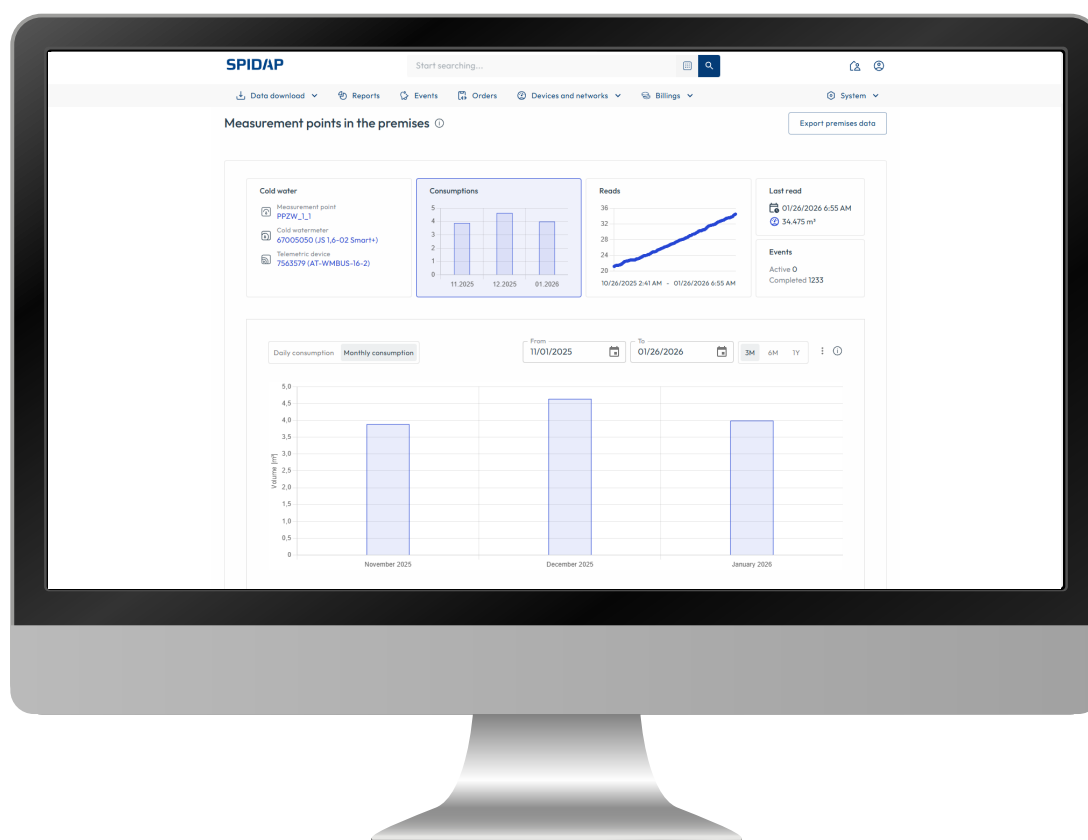 SPIDAP
Start searching...
Data download
Reports
Events
Orders
Devices and networks
Billings
System
Measurement points in the premises
Export premises data
Cold water
Measurement point
PPZW_1_1
Cold watermeter
67005050 (JS 1,6-02 Smart+)
Telemetric device
7563579 (AT-WMBUS-16-2)
Consumptions
5
4
3
2
1
0
11.2025 12.2025 01.2026
Reads
36
32
28
24
20
10/26/2025 2:41 AM - 01/26/2026 6:55 AM
Last read
01/26/2026 6:55 AM
34.475 m³
Events
Active 0
Completed 1233
Daily consumption
Monthly consumption
From
11/01/2025
To
01/26/2026
3M
6M
1Y
Volume [m³]
5,0
4,5
4,0
3,5
3,0
2,5
2,0
1,5
1,0
0,5
0
November 2025 December 2025 January 2026